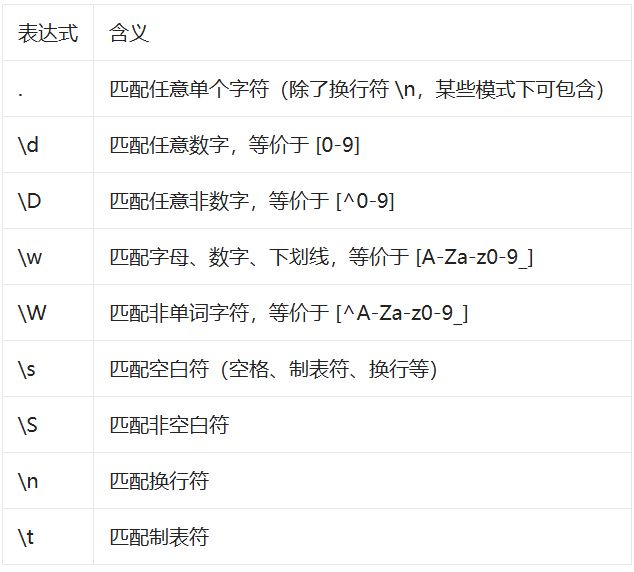 表达式 含义
. 匹配任意单个字符（除了换行符 \n，某些模式下可包含）
\d 匹配任意数字，等价于 [0-9]
\D 匹配任意非数字，等价于 [^0-9]
\w 匹配字母、数字、下划线，等价于 [A-Za-z0-9_]
\W 匹配非单词字符，等价于 [^A-Za-z0-9_]
\s 匹配空白符（空格、制表符、换行等）
\S 匹配非空白符
\n 匹配换行符
\t 匹配制表符